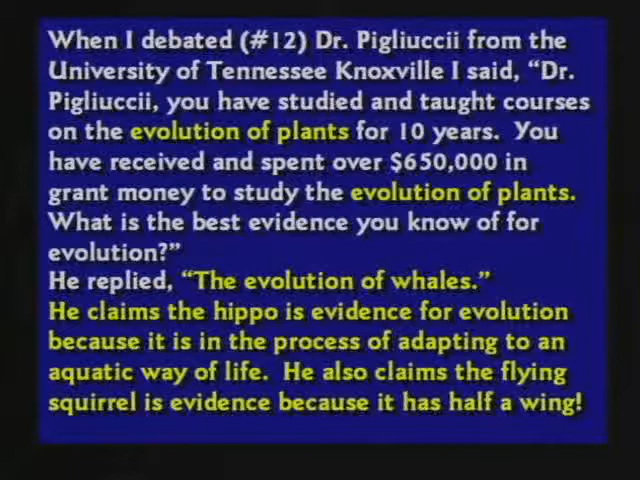 When I debated (#12) Dr. Pigliuccii from the
University of Tennessee Knoxville I said, “Dr.
Pigliuccii, you have studied and taught courses
on the evolution of plants for 10 years.  You
have received and spent over $650,000 in
grant money to study the evolution of plants.
What is the best evidence you know of for
evolution?”
He replied, “The evolution of whales.”
He claims the hippo is evidence for evolution
because it is in the process of adapting to an
aquatic way of life.  He also claims the flying
squirrel is evidence because it has half a wing!